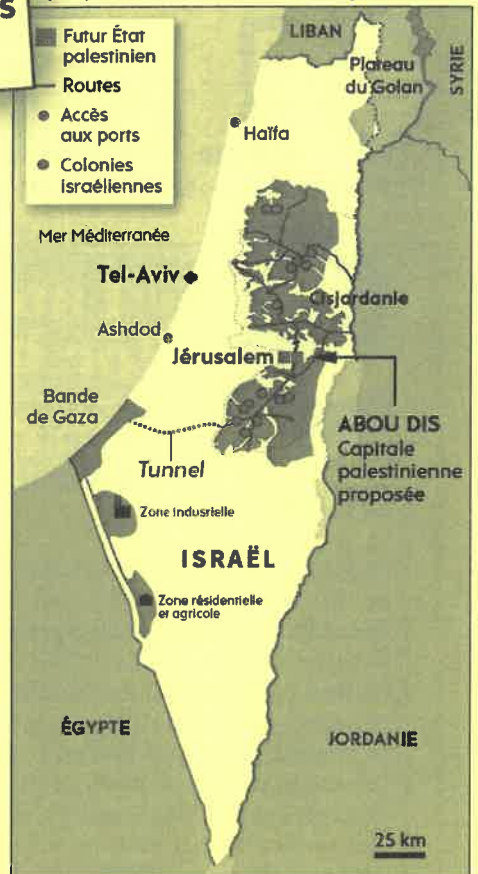 S
Futur État
palestinien
Routes
Accès
aux ports
Colonies
israéliennes
LIBAN
SYRIE
Plateau
du Golan
Haïfa
Mer Méditerranée
Tel-Aviv
Cisjordanie
Ashdod
Jérusalem
Bande
de Gaza
ABOU DIS
Capitale
palestinienne
proposée
Tunnel
Zone indusrielle
ISRAËL
Zone résidentielle
et agricole
ÉGYPTE
JORDANIE
25 km